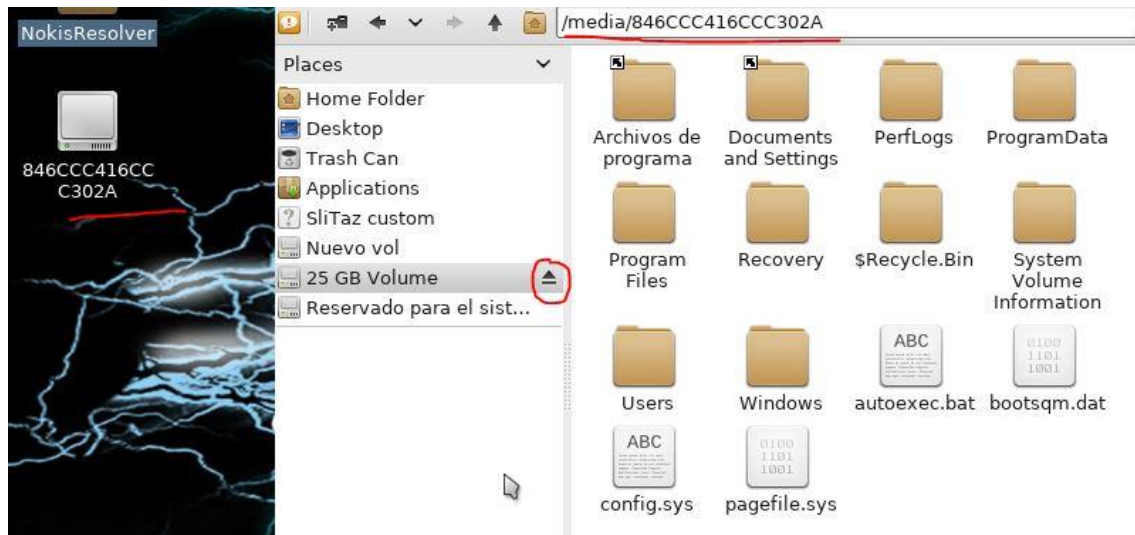 NokisResolver
846CCC416CC
C302A
/media/846CCC416CCC302A
Places
Home Folder
Desktop
Trash Can
Applications
SliTaz custom
Nuevo vol
25 GB Volume
Reservado para el sist...
Archivos de
programa
Documents
and Settings
PerfLogs
ProgramData
Program
Files
Recovery
$Recycle.Bin
System
Volume
Information
Users
Windows
ABC
autoexec.bat
0100
1101
1001
bootsqm.dat
ABC
config.sys
0100
1101
1001
pagefile.sys